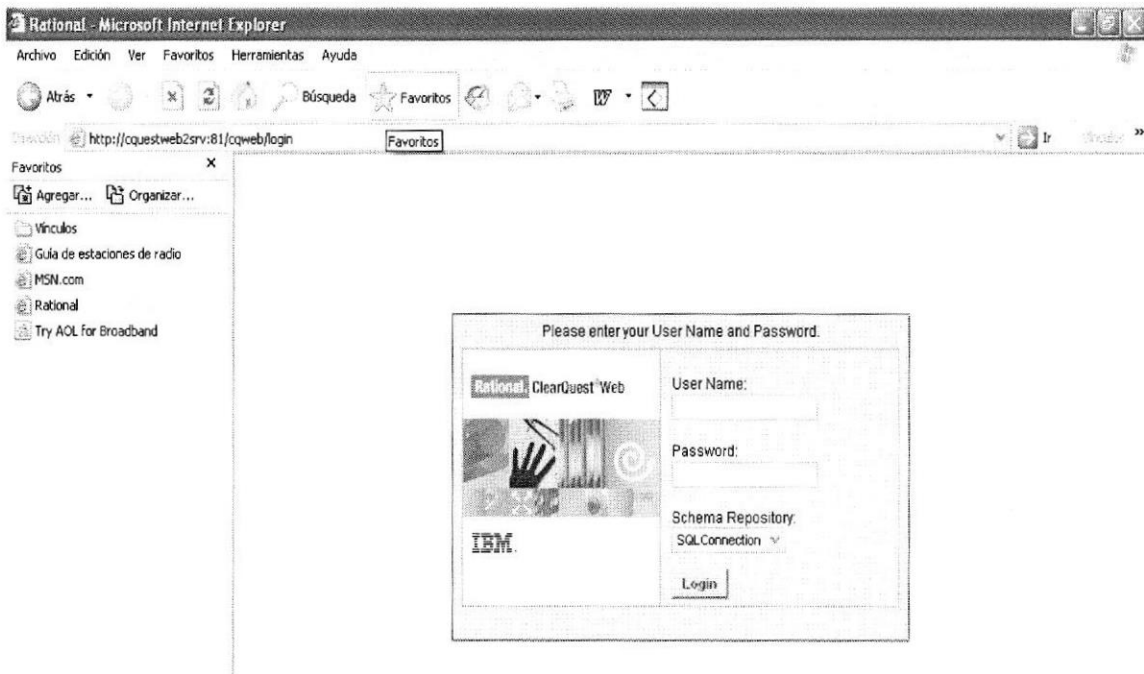 Rational - Microsoft Internet Explorer
Archivo Edición Ver Favoritos Herramientas Ayuda
Atrás Búsqueda Favoritos
Dirección http://cquestweb2srv:81/cqweb/login Ir Vínculos »
Favoritos
Favoritos x
Agregar... Organizar...
Vínculos
Guía de estaciones de radio
MSN.com
Rational
Try AOL for Broadband
Please enter your User Name and Password.
Rational. ClearQuest Web
User Name:
Password:
Schema Repository:
SQLConnection
IBM.
Login